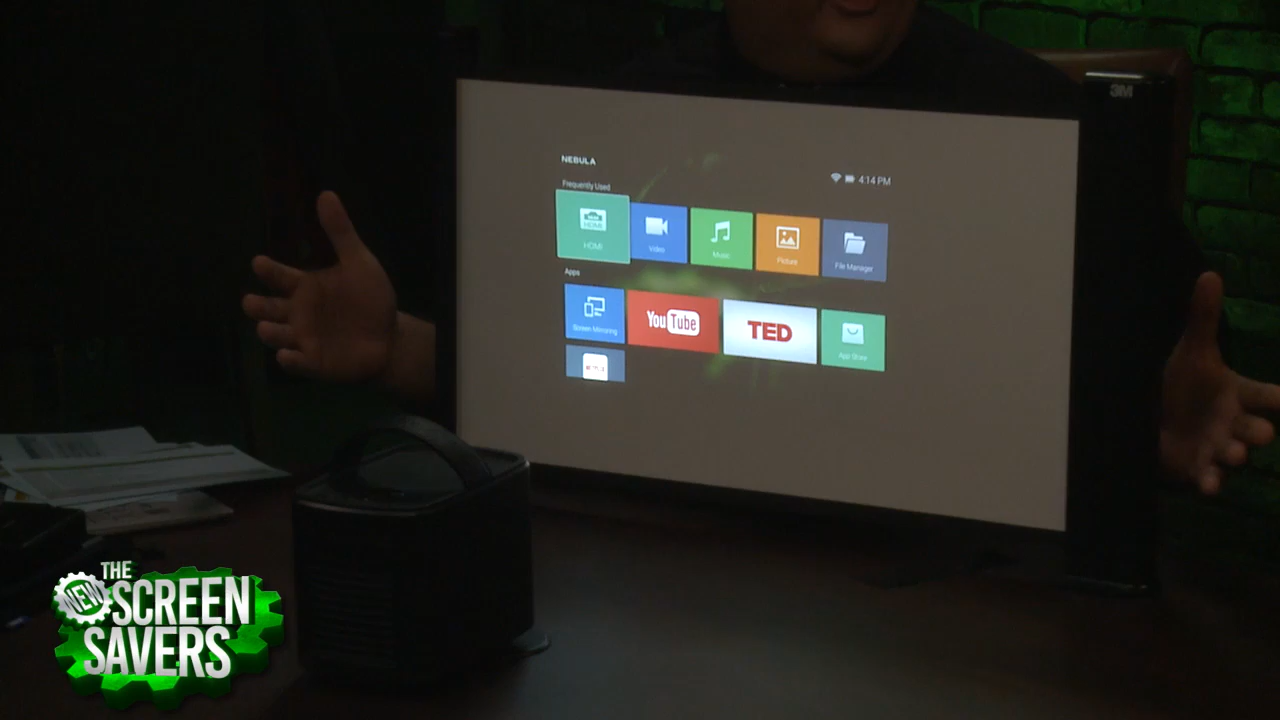 3M
NEBULA
4:14 PM
Frequently Used
HDMI
HDMI
Video
Music
Picture
File Manager
Apps
Screen Mirroring
YouTube
TED
App Store
THE
NEW
SCREEN
SAVERS